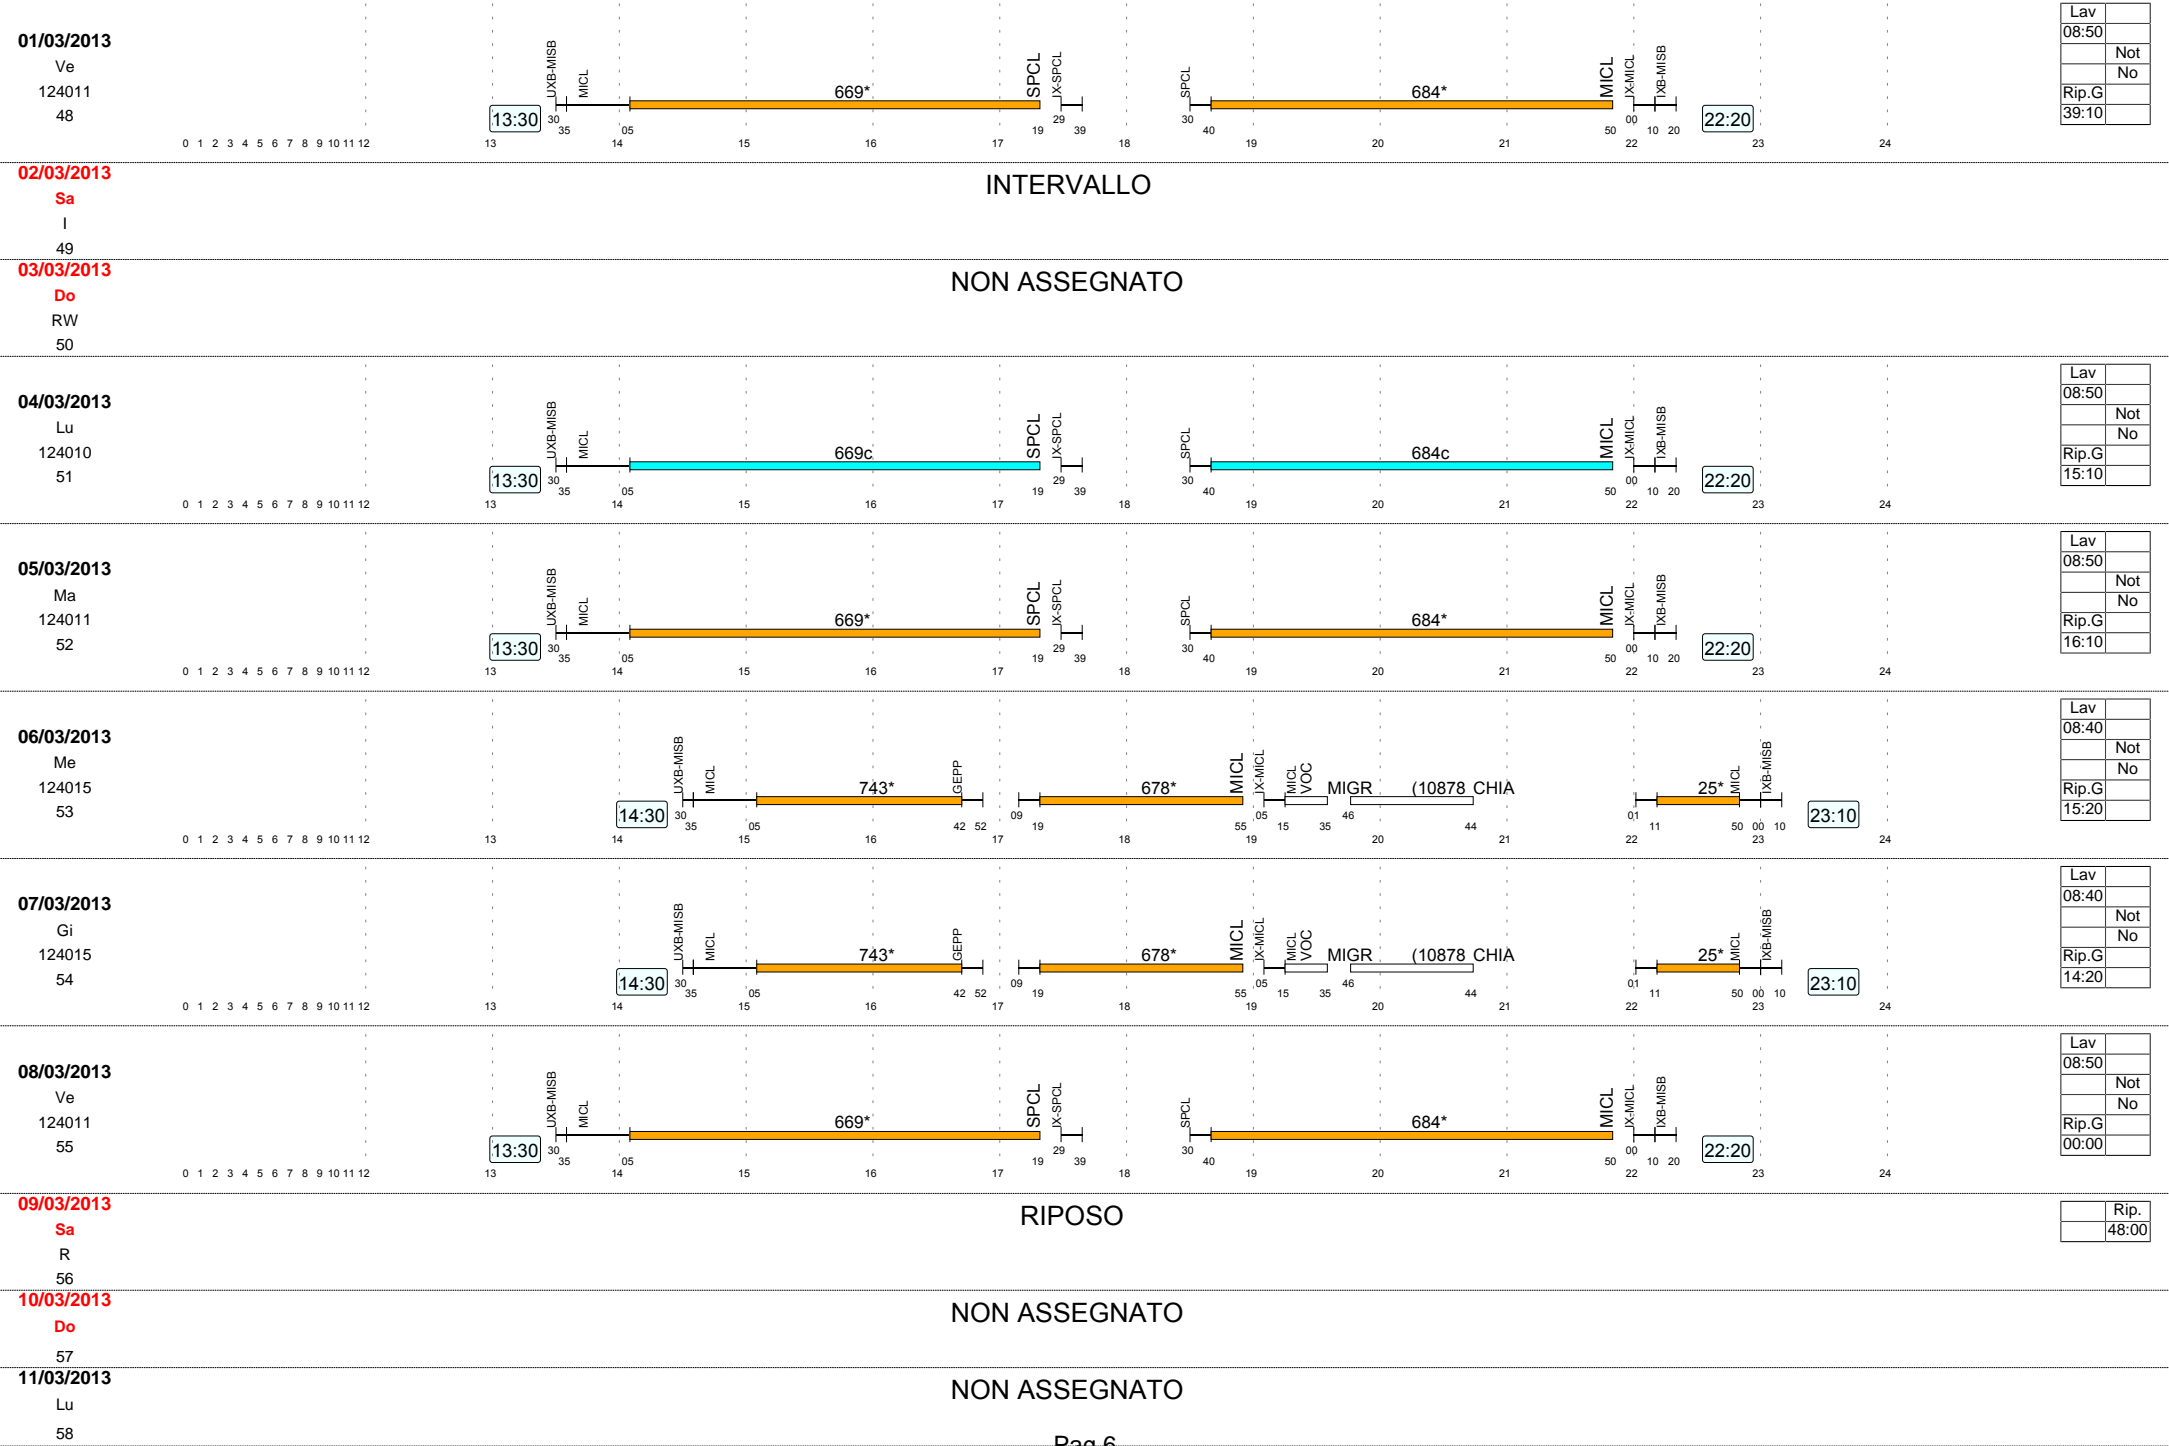 01/03/2013
Ve
124011
48
13:30 UXB-MISB MICL 669* SPCL IX-SPCL SPCL 684* MICL IX-MICL IXB-MISB 22:20
30 35 05 19 29 39 30 40 50 00 10 20
0 1 2 3 4 5 6 7 8 9 10 11 12 13 14 15 16 17 18 19 20 21 22 23 24
Lav
08:50
Not
No
Rip.G
39:10
02/03/2013
Sa
I
49
INTERVALLO
03/03/2013
Do
RW
50
NON ASSEGNATO
04/03/2013
Lu
124010
51
13:30 UXB-MISB MICL 669c SPCL IX-SPCL SPCL 684c MICL IX-MICL IXB-MISB 22:20
30 35 05 19 29 39 30 40 50 00 10 20
0 1 2 3 4 5 6 7 8 9 10 11 12 13 14 15 16 17 18 19 20 21 22 23 24
Lav
08:50
Not
No
Rip.G
15:10
05/03/2013
Ma
124011
52
13:30 UXB-MISB MICL 669* SPCL IX-SPCL SPCL 684* MICL IX-MICL IXB-MISB 22:20
30 35 05 19 29 39 30 40 50 00 10 20
0 1 2 3 4 5 6 7 8 9 10 11 12 13 14 15 16 17 18 19 20 21 22 23 24
Lav
08:50
Not
No
Rip.G
16:10
06/03/2013
Me
124015
53
14:30 UXB-MISB MICL 743* GEPP 678* MICL IX-MICL MICL VOC MIGR (10878 CHIA 25* MICL IXB-MISB 23:10
30 35 05 42 52 09 19 55 05 15 35 46 44 01 11 50 00 10
0 1 2 3 4 5 6 7 8 9 10 11 12 13 14 15 16 17 18 19 20 21 22 23 24
Lav
08:40
Not
No
Rip.G
15:20
07/03/2013
Gi
124015
54
14:30 UXB-MISB MICL 743* GEPP 678* MICL IX-MICL MICL VOC MIGR (10878 CHIA 25* MICL IXB-MISB 23:10
30 35 05 42 52 09 19 55 05 15 35 46 44 01 11 50 00 10
0 1 2 3 4 5 6 7 8 9 10 11 12 13 14 15 16 17 18 19 20 21 22 23 24
Lav
08:40
Not
No
Rip.G
14:20
08/03/2013
Ve
124011
55
13:30 UXB-MISB MICL 669* SPCL IX-SPCL SPCL 684* MICL IX-MICL IXB-MISB 22:20
30 35 05 19 29 39 30 40 50 00 10 20
0 1 2 3 4 5 6 7 8 9 10 11 12 13 14 15 16 17 18 19 20 21 22 23 24
Lav
08:50
Not
No
Rip.G
00:00
09/03/2013
Sa
R
56
RIPOSO
Rip.
48:00
10/03/2013
Do
57
NON ASSEGNATO
11/03/2013
Lu
58
NON ASSEGNATO
Pag 6